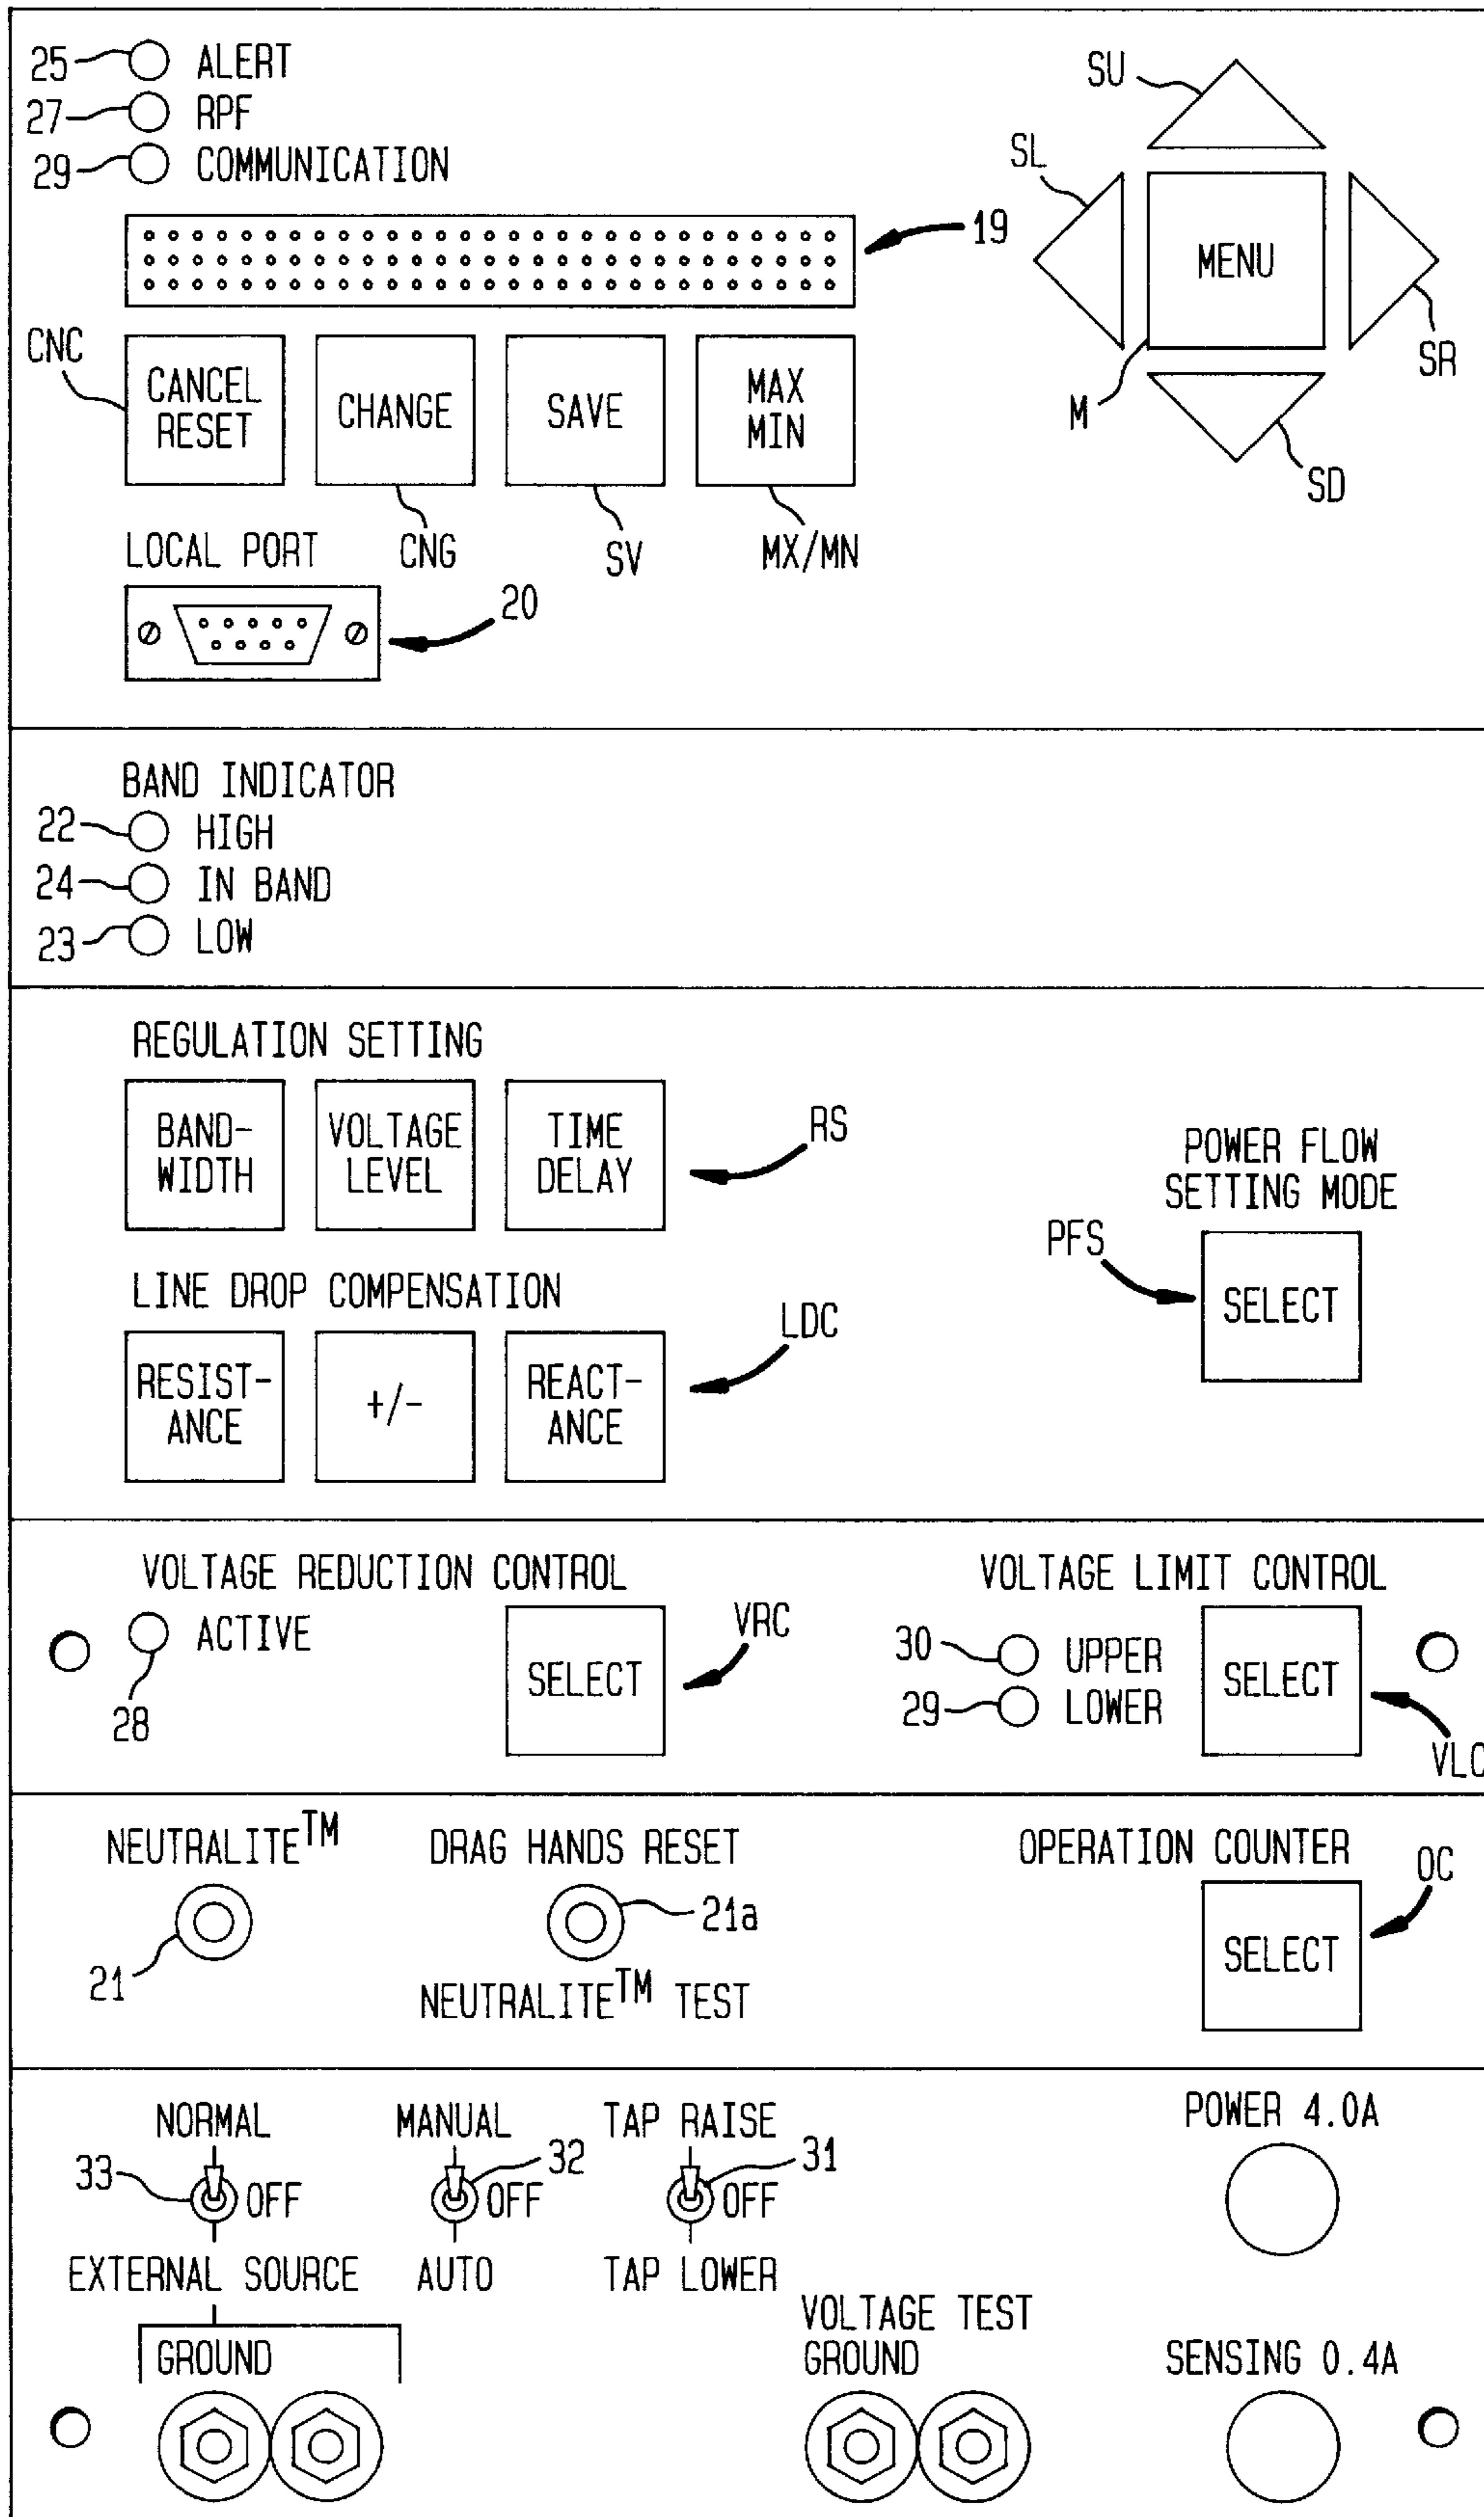 25 ALERT
27 RPF
29 COMMUNICATION
SU
SL
MENU
SR
M
SD
19
CNC
CANCEL
RESET
CHANGE
SAVE
MAX
MIN
CNG
SV
MX/MN
LOCAL PORT
20
BAND INDICATOR
22 HIGH
24 IN BAND
23 LOW
REGULATION SETTING
BAND-
WIDTH
VOLTAGE
LEVEL
TIME
DELAY
RS
POWER FLOW
SETTING MODE
PFS
SELECT
LINE DROP COMPENSATION
RESIST-
ANCE
+/-
REACT-
ANCE
LDC
VOLTAGE REDUCTION CONTROL
ACTIVE
28
SELECT
VRC
VOLTAGE LIMIT CONTROL
30 UPPER
29 LOWER
SELECT
VLC
NEUTRALITE™
21
DRAG HANDS RESET
21a
NEUTRALITE™ TEST
OPERATION COUNTER
OC
SELECT
NORMAL
33 OFF
EXTERNAL SOURCE
GROUND
MANUAL
32
OFF
AUTO
TAP RAISE
31
OFF
TAP LOWER
VOLTAGE TEST
GROUND
POWER 4.0A
SENSING 0.4A